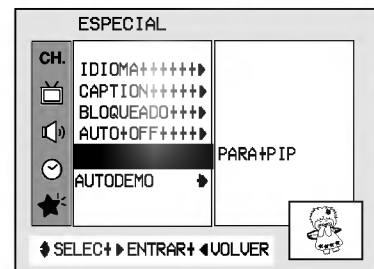 ESPECIAL
CH.
IDIOMA+++++++▶
CAPTION++++++▶
BLOQUEADO++++▶
AUTO+OFF+++++▶
PARA+PIP
AUTODEMO
SELEC+ ▶ENTRAR+ ◀VOLVER